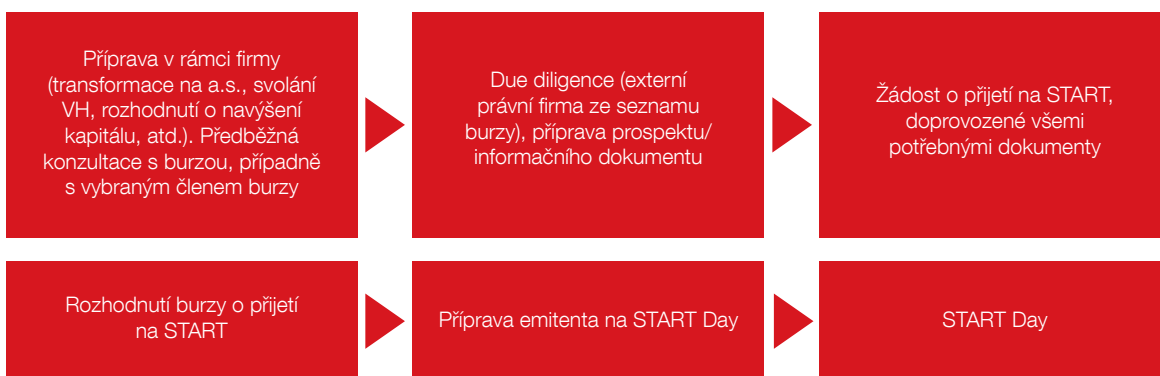 Příprava v rámci firmy
(transformace na a.s., svolání
VH, rozhodnutí o navýšení
kapitálu, atd.). Předběžná
konzultace s burzou, případně
s vybraným členem burzy
Due diligence (externí
právní firma ze seznamu
burzy), příprava prospektu/
informačního dokumentu
Žádost o přijetí na START,
doprovozené všemi
potřebnými dokumenty
Rozhodnutí burzy o přijetí
na START
Příprava emitenta na START Day
START Day